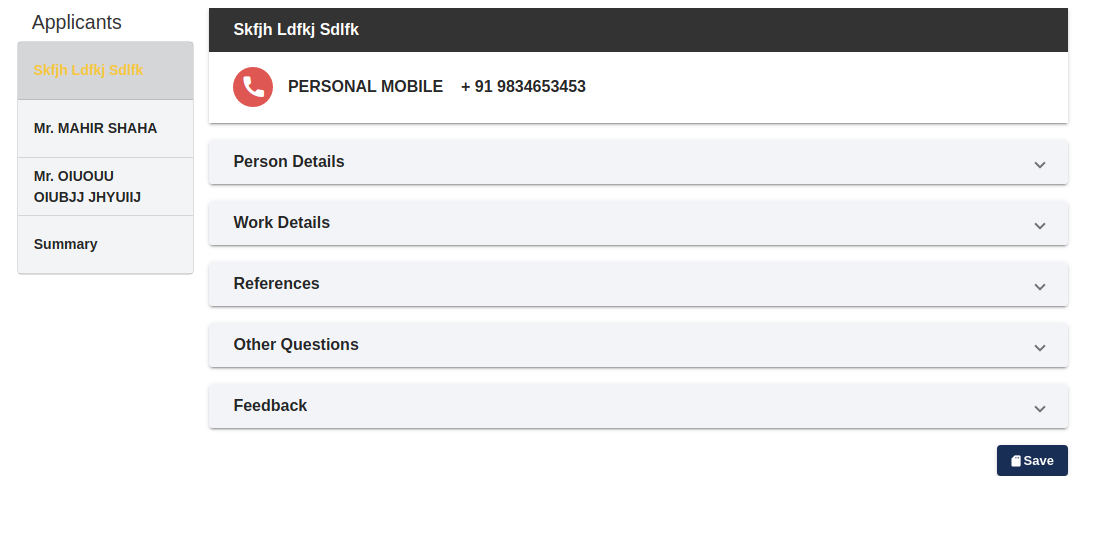 Applicants
Skfjh Ldfkj Sdlfk
Mr. MAHIR SHAHA
Mr. OIUOUU
OIUBJJ JHYUIIJ
Summary
Skfjh Ldfkj Sdlfk
PERSONAL MOBILE + 91 9834653453
Person Details
Work Details
References
Other Questions
Feedback
Save